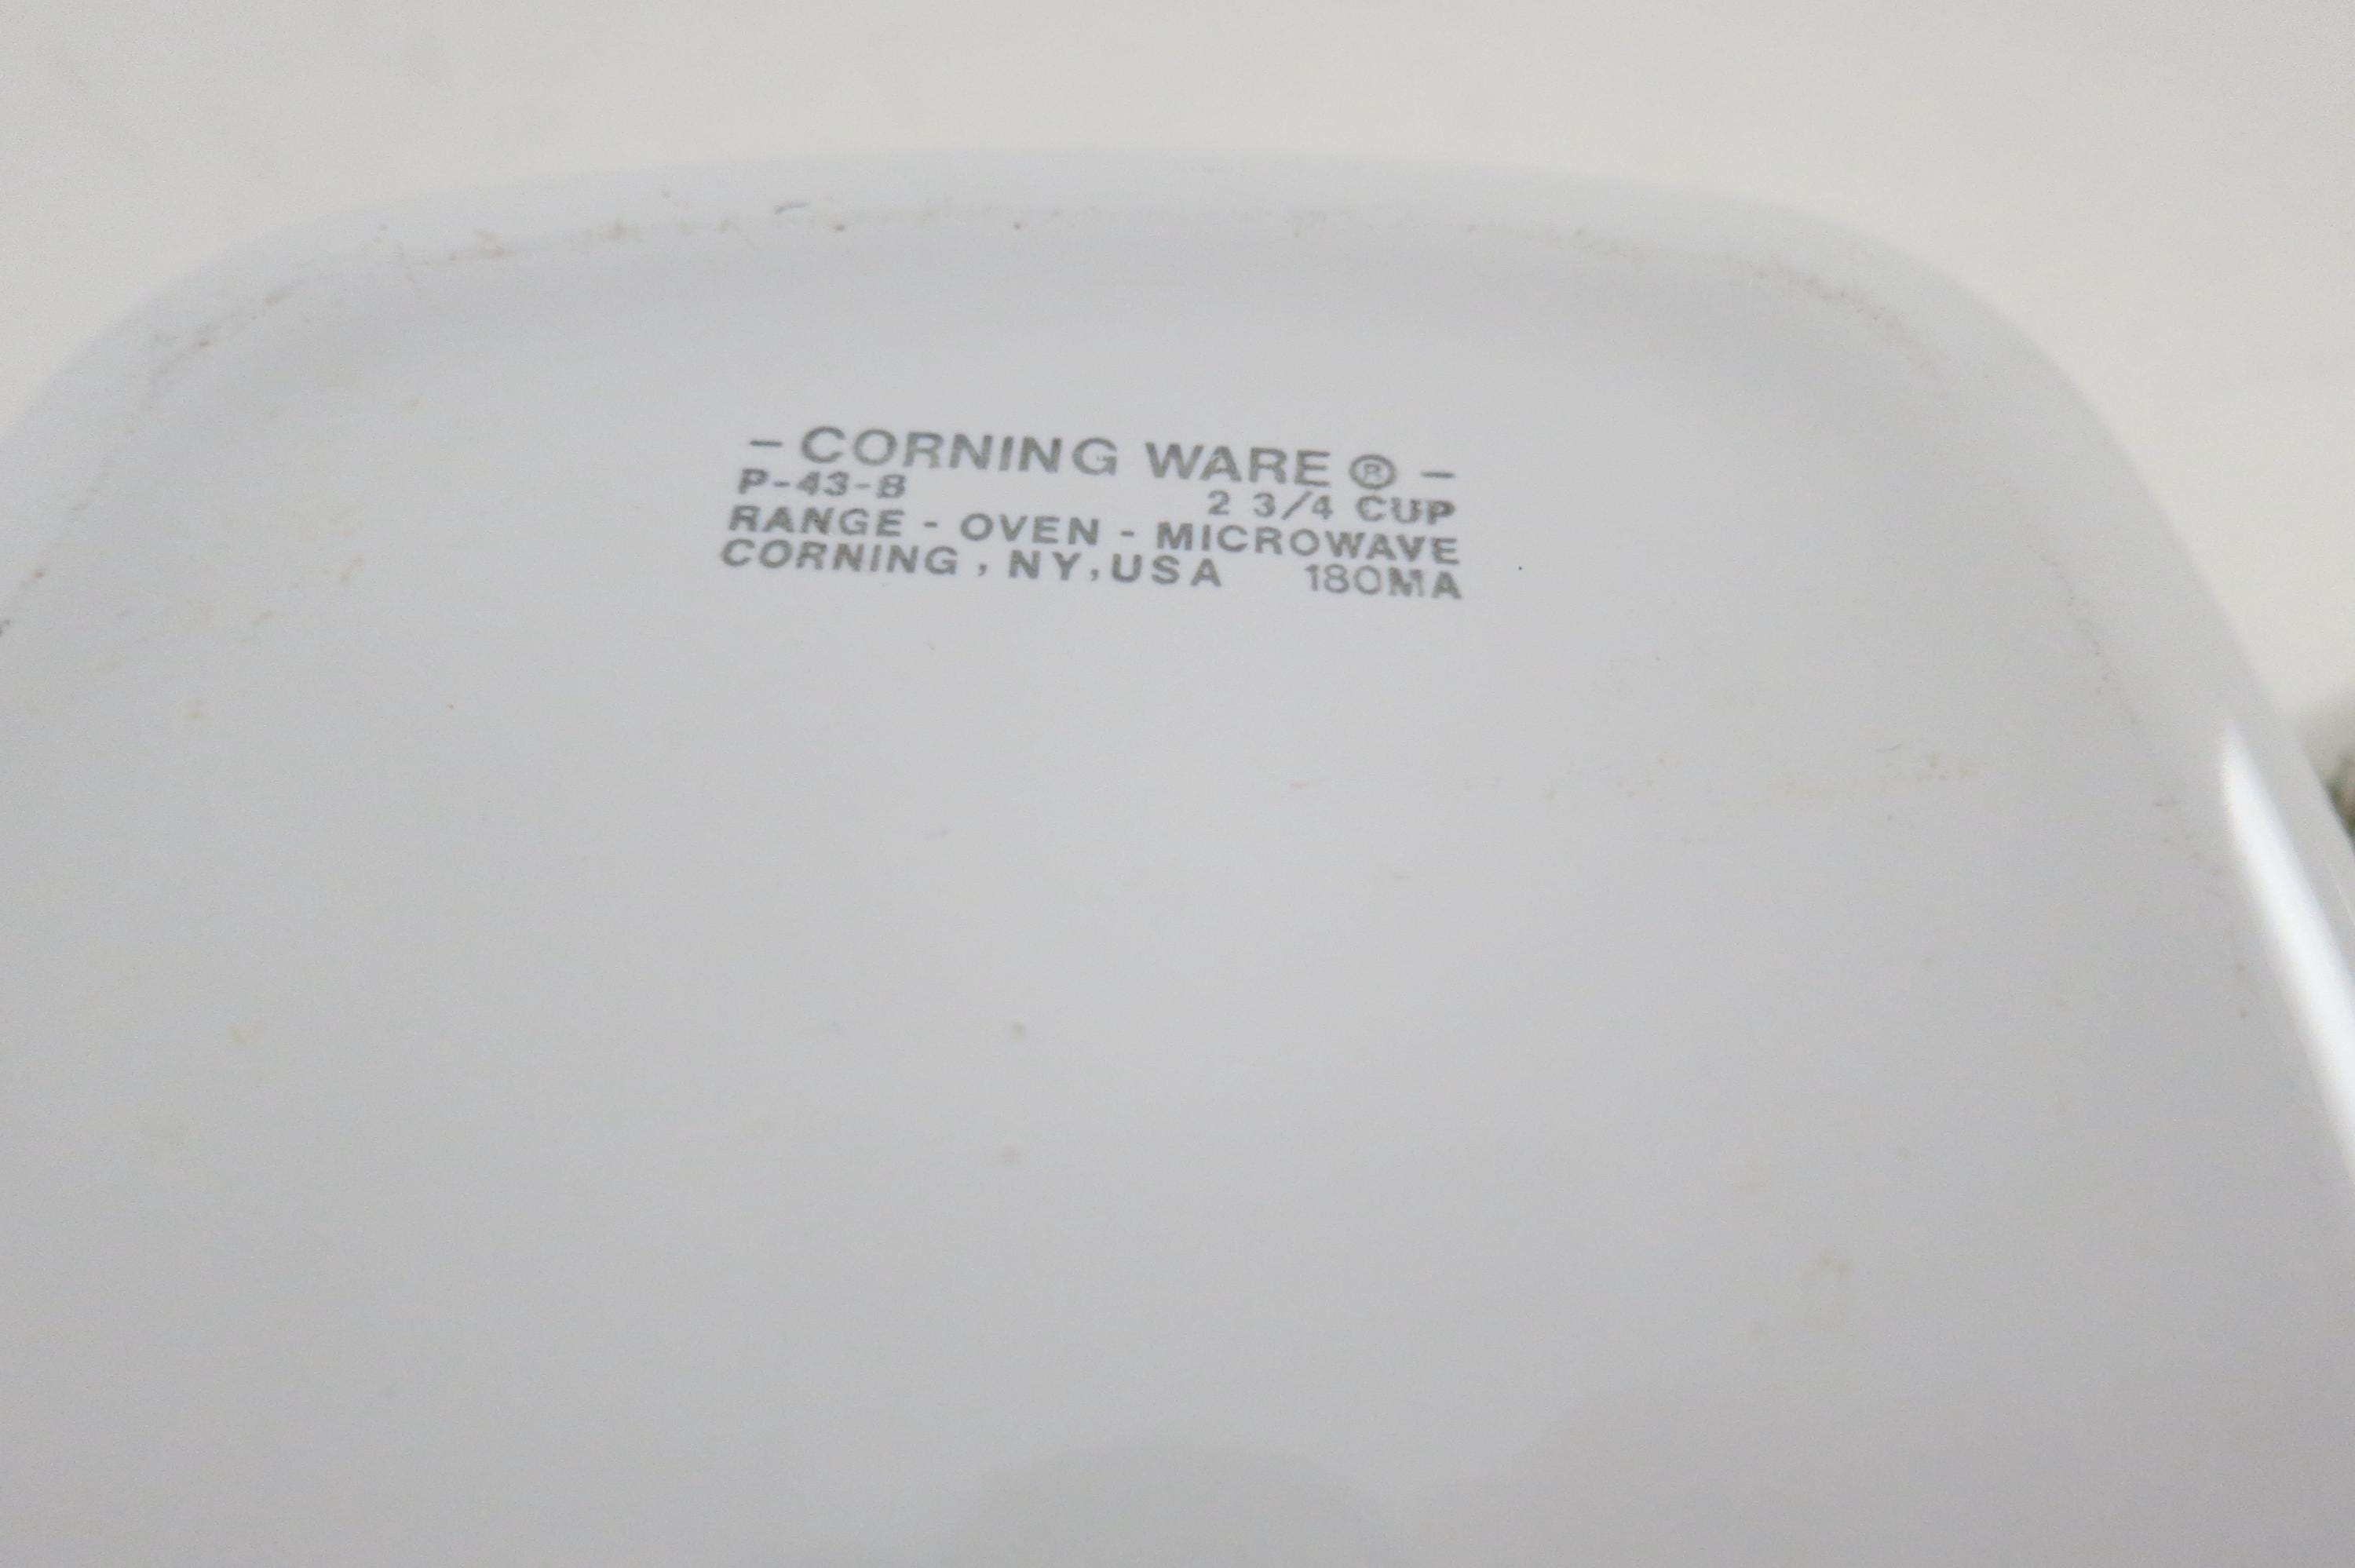 - CORNING WARE ® -
P-43-B 2 3/4 CUP
RANGE - OVEN - MICROWAVE
CORNING, NY, USA 180MA